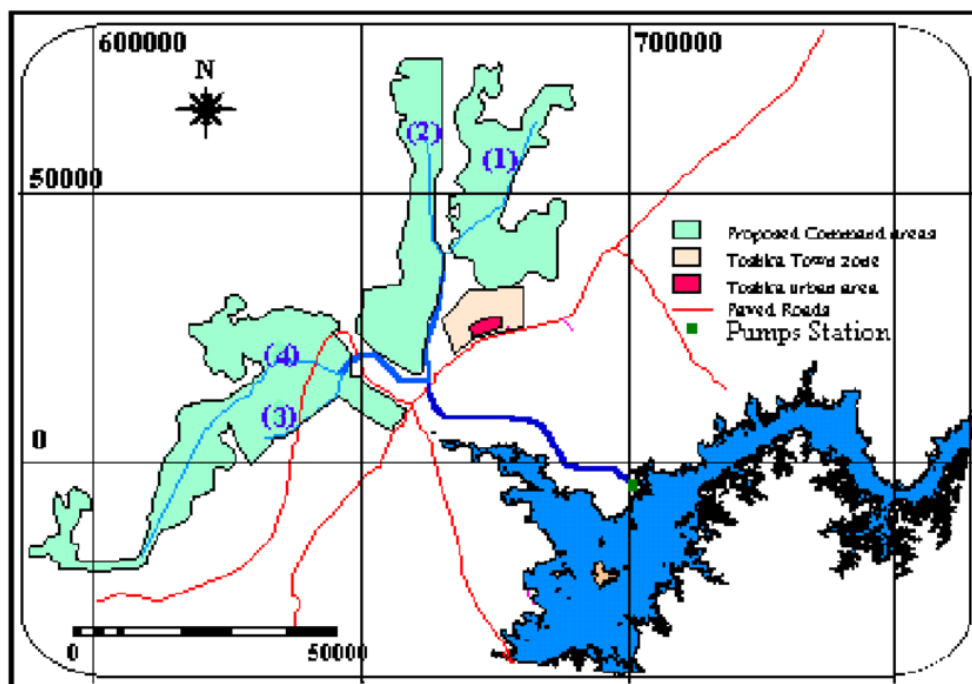 600000
700000
N
(2)
(1)
50000
Proposed Command areas
Toshka Town zone
Toshka urban area
Paved Roads
Pumps Station
(4)
(3)
0
0
50000